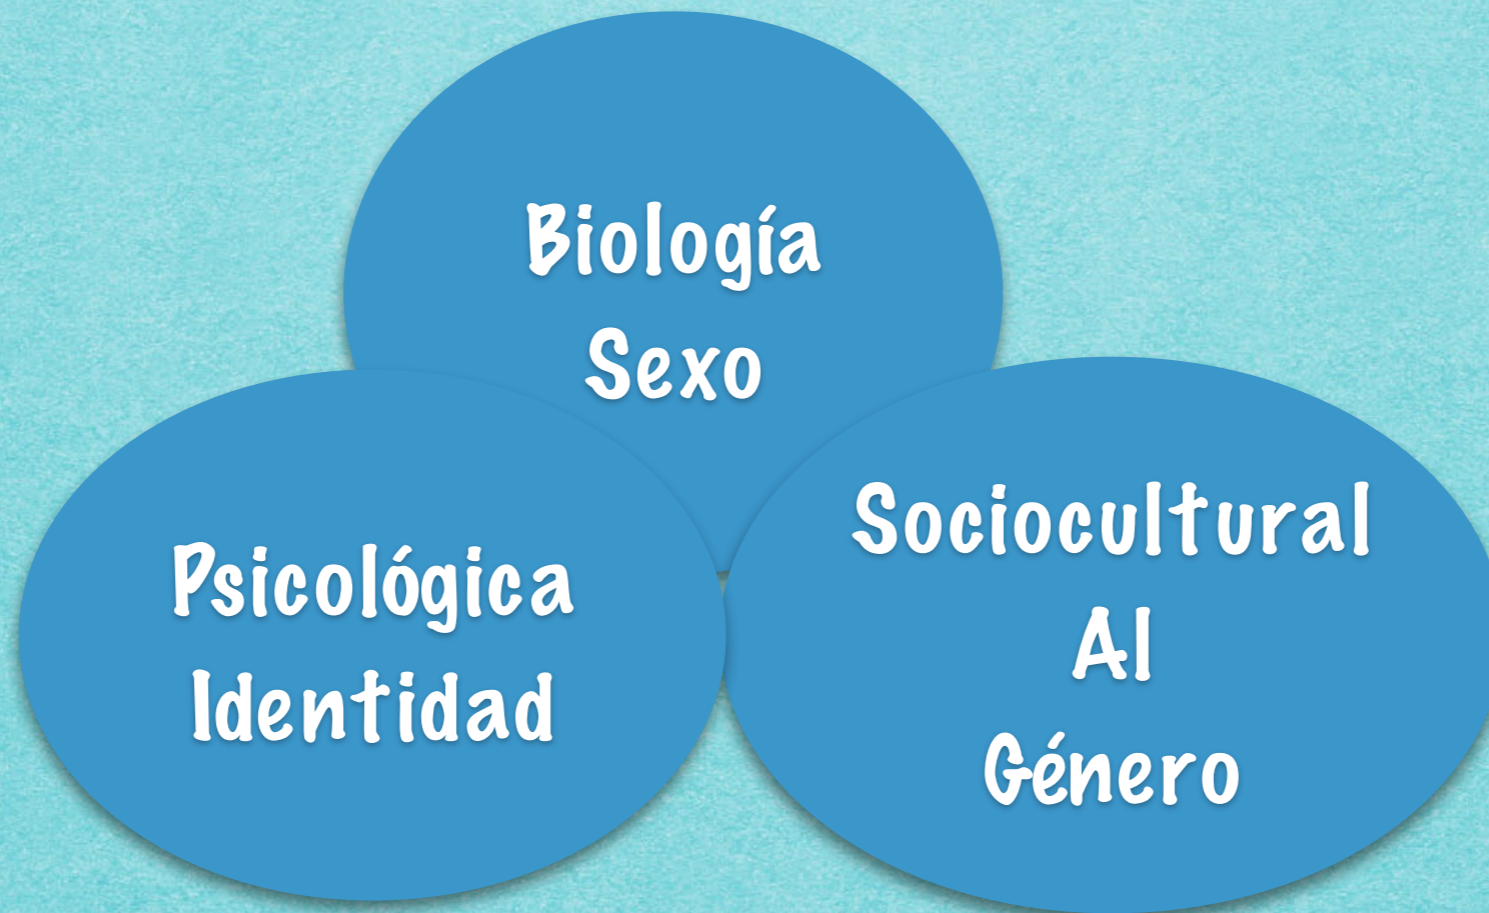 Biología
Sexo
Psicológica
Identidad
Sociocultural
Al
Género